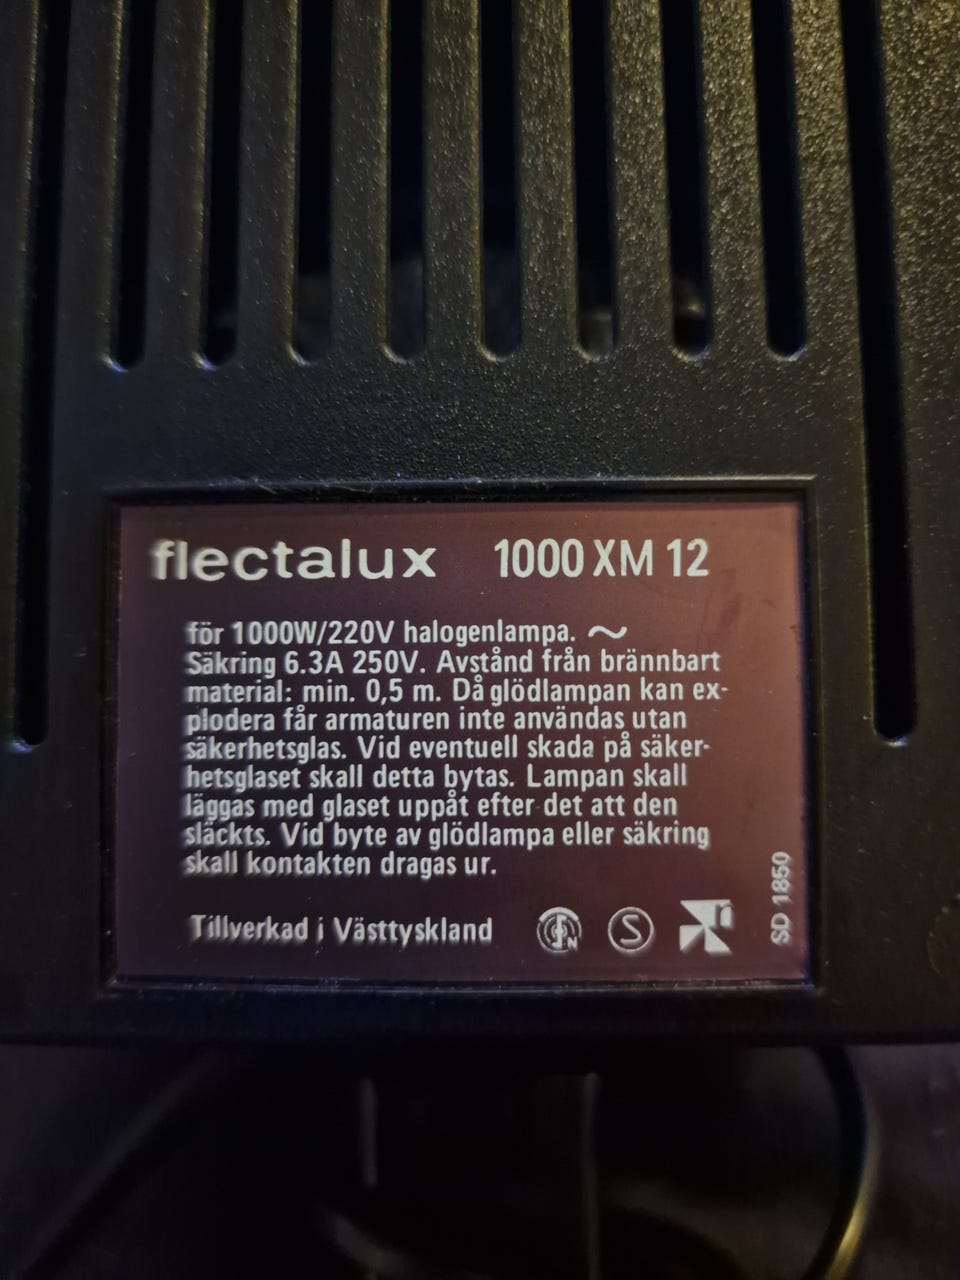 flectalux 1000 XM 12
för 1000W/220V halogenlampa. ~
Säkring 6.3A 250V. Avstånd från brännbart
material: min. 0,5 m. Då glödlampan kan ex-
plodera får armaturen inte användas utan
säkerhetsglas. Vid eventuell skada på säker-
hetsglaset skall detta bytas. Lampan skall
läggas med glaset uppåt efter det att den
släckts. Vid byte av glödlampa eller säkring
skall kontakten dragas ur.
Tillverkad i Västtyskland
SD 1850